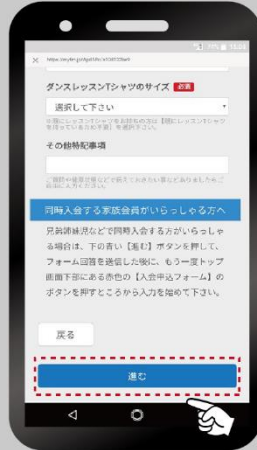 ダンスレッスンTシャツのサイズ 必須
選択して下さい
その他特記事項
同時入会する家族会員がいらっしゃる方へ
兄弟姉妹児などで同時入会する方がいらっしゃ
る場合は、下の青い【進む】ボタンを押して、
フォーム回答を送信した後に、もう一度トップ
画面下部にある赤色の【入会申込フォーム】の
ボタンを押すところから入力を始めて下さい。
戻る
進む